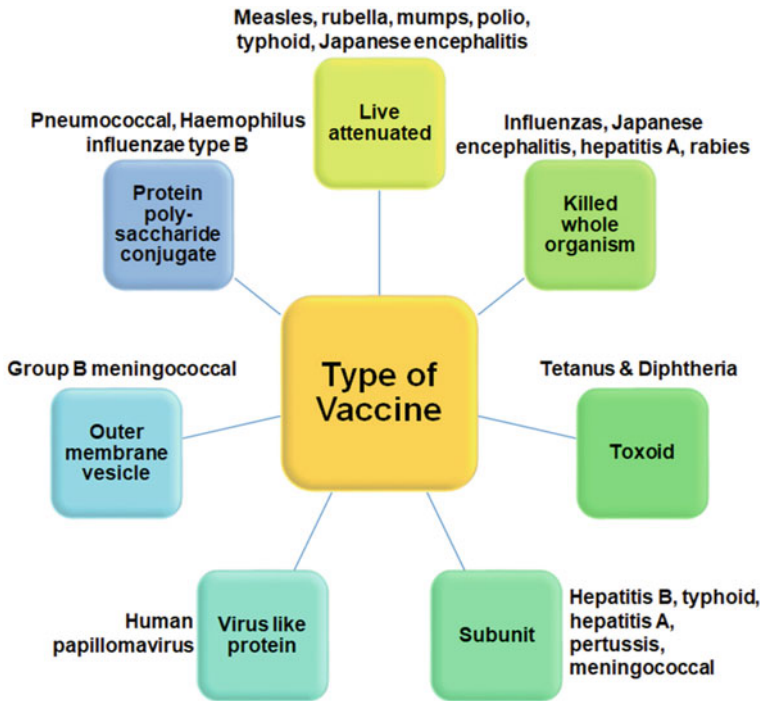 Measles, rubella, mumps, polio,
typhoid, Japanese encephalitis
Live
attenuated
Pneumococcal, Haemophilus
influenzae type B
Protein
poly-
saccharide
conjugate
Influenzas, Japanese
encephalitis, hepatitis A, rabies
Killed
whole
organism
Type of
Vaccine
Group B meningococcal
Outer
membrane
vesicle
Tetanus & Diphtheria
Toxoid
Human
papillomavirus
Virus like
protein
Subunit
Hepatitis B, typhoid,
hepatitis A,
pertussis,
meningococcal